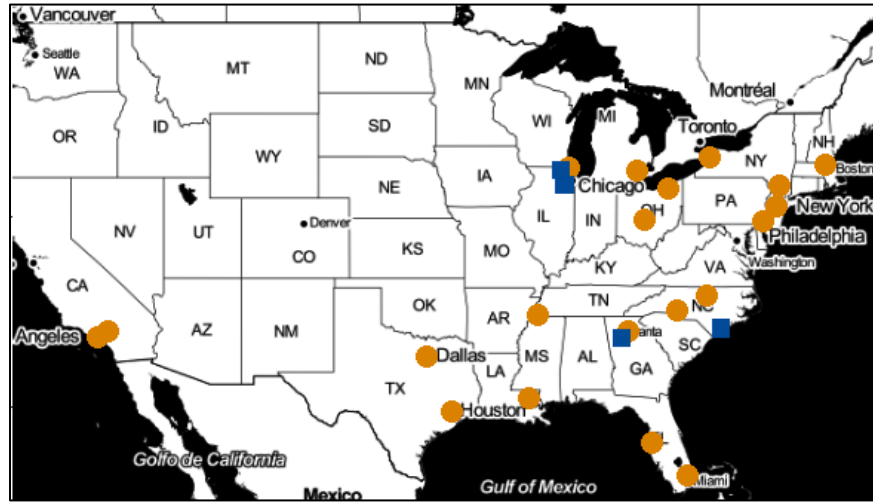 Vancouver
Seattle
WA
MT
ND
MN
Montréal
OR
ID
SD
WI
MI
Toronto
NH
WY
NY
Boston
IA
NE
Chicago
PA
New York
NV
UT
Denver
IL
IN
OH
Philadelphia
CO
KS
MO
Washington
CA
KY
VA
OK
TN
NC
Angeles
AZ
NM
AR
anta
SC
Dallas
MS
AL
GA
TX
LA
Houston
Golfo de California
Miami
Mexico
Gulf of Mexico